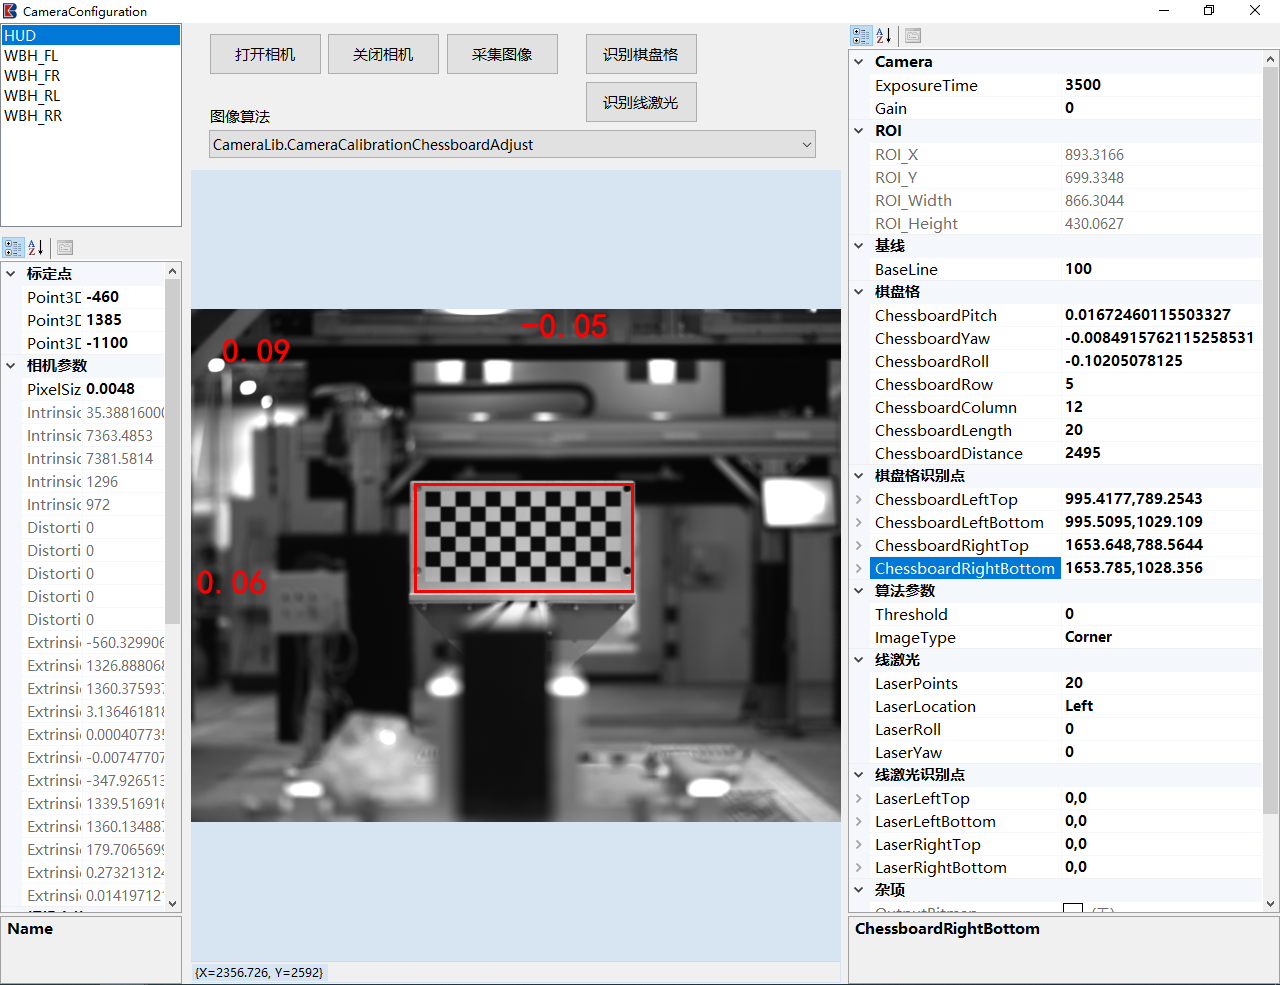 CameraConfiguration
HUD
WBH_FL
WBH_FR
WBH_RL
WBH_RR
打开相机
关闭相机
采集图像
识别棋盘格
识别线激光
图像算法
CameraLib.CameraCalibrationChessboardAdjust
标定点
Point3D -460
Point3D 1385
Point3D -1100
相机参数
PixelSiz 0.0048
Intrinsic 35.38816000
Intrinsic 7363.4853
Intrinsic 7381.5814
Intrinsic 1296
Intrinsic 972
Distorti 0
Distorti 0
Distorti 0
Distorti 0
Distorti 0
Extrinsi -560.329906
Extrinsi 1326.888068
Extrinsi 1360.375937
Extrinsi 3.136461818
Extrinsi 0.000407735
Extrinsi -0.00747707
Extrinsi -347.926513
Extrinsi 1339.516916
Extrinsi 1360.134887
Extrinsi 179.7065699
Extrinsi 0.273213124
Extrinsi 0.014197121
Name
-0.05
0.09
0.06
{X=2356.726, Y=2592}
Camera
ExposureTime 3500
Gain 0
ROI
ROI_X 893.3166
ROI_Y 699.3348
ROI_Width 866.3044
ROI_Height 430.0627
基线
BaseLine 100
棋盘格
ChessboardPitch 0.01672460115503327
ChessboardYaw -0.0084915762115258531
ChessboardRoll -0.10205078125
ChessboardRow 5
ChessboardColumn 12
ChessboardLength 20
ChessboardDistance 2495
棋盘格识别点
ChessboardLeftTop 995.4177,789.2543
ChessboardLeftBottom 995.5095,1029.109
ChessboardRightTop 1653.648,788.5644
ChessboardRightBottom 1653.785,1028.356
算法参数
Threshold 0
ImageType Corner
线激光
LaserPoints 20
LaserLocation Left
LaserRoll 0
LaserYaw 0
线激光识别点
LaserLeftTop 0,0
LaserLeftBottom 0,0
LaserRightTop 0,0
LaserRightBottom 0,0
杂项
ChessboardRightBottom